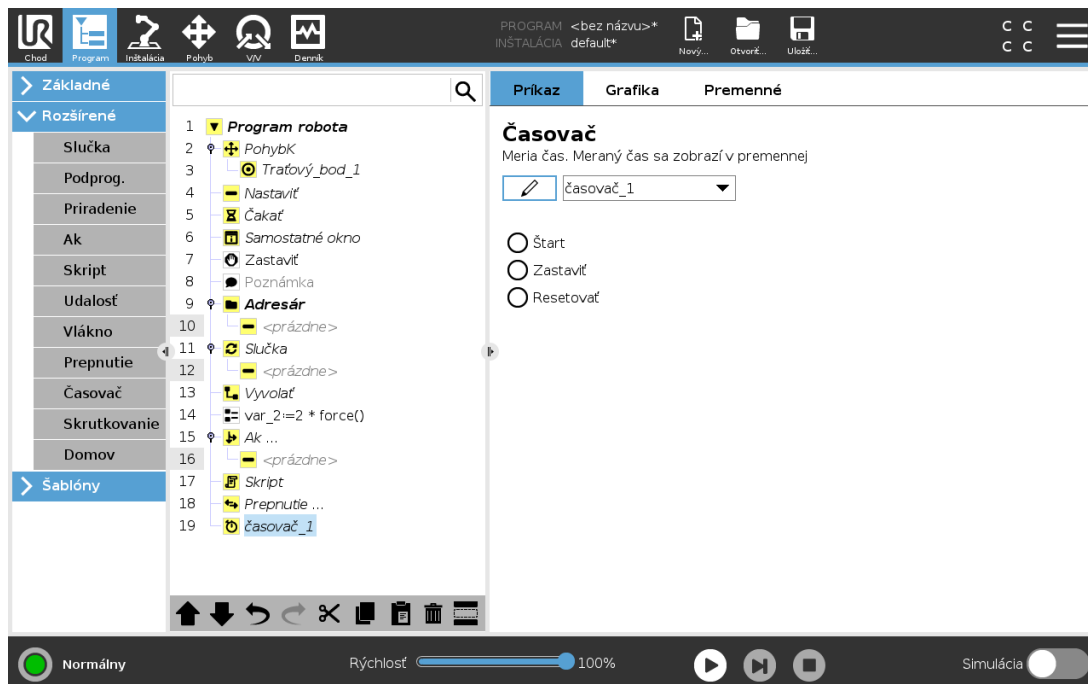 Chod
Program
Inštalácia
Pohyb
V/V
Denník
PROGRAM <bez názvu>*
INŠTALÁCIA default*
Nový...
Otvoriť...
Uložiť...
C C
C C
Základné
Rozšírené
Slučka
Podprog.
Priradenie
Ak
Skript
Udalosť
Vlákno
Prepnutie
Časovač
Skrutkovanie
Domov
Šablóny
1 Program robota
2 PohybK
3 Traťový_bod_1
4 Nastaviť
5 Čakať
6 Samostatné okno
7 Zastaviť
8 Poznámka
9 Adresár
10 <prázdne>
11 Slučka
12 <prázdne>
13 Vyvolať
14 var_2:=2 * force()
15 Ak ...
16 <prázdne>
17 Skript
18 Prepnutie ...
19 časovač_1
Príkaz Grafika Premenné
Časovač
Meria čas. Meraný čas sa zobrazí v premennej
časovač_1
Štart
Zastaviť
Resetovať
Normálny
Rýchlosť 100%
Simulácia